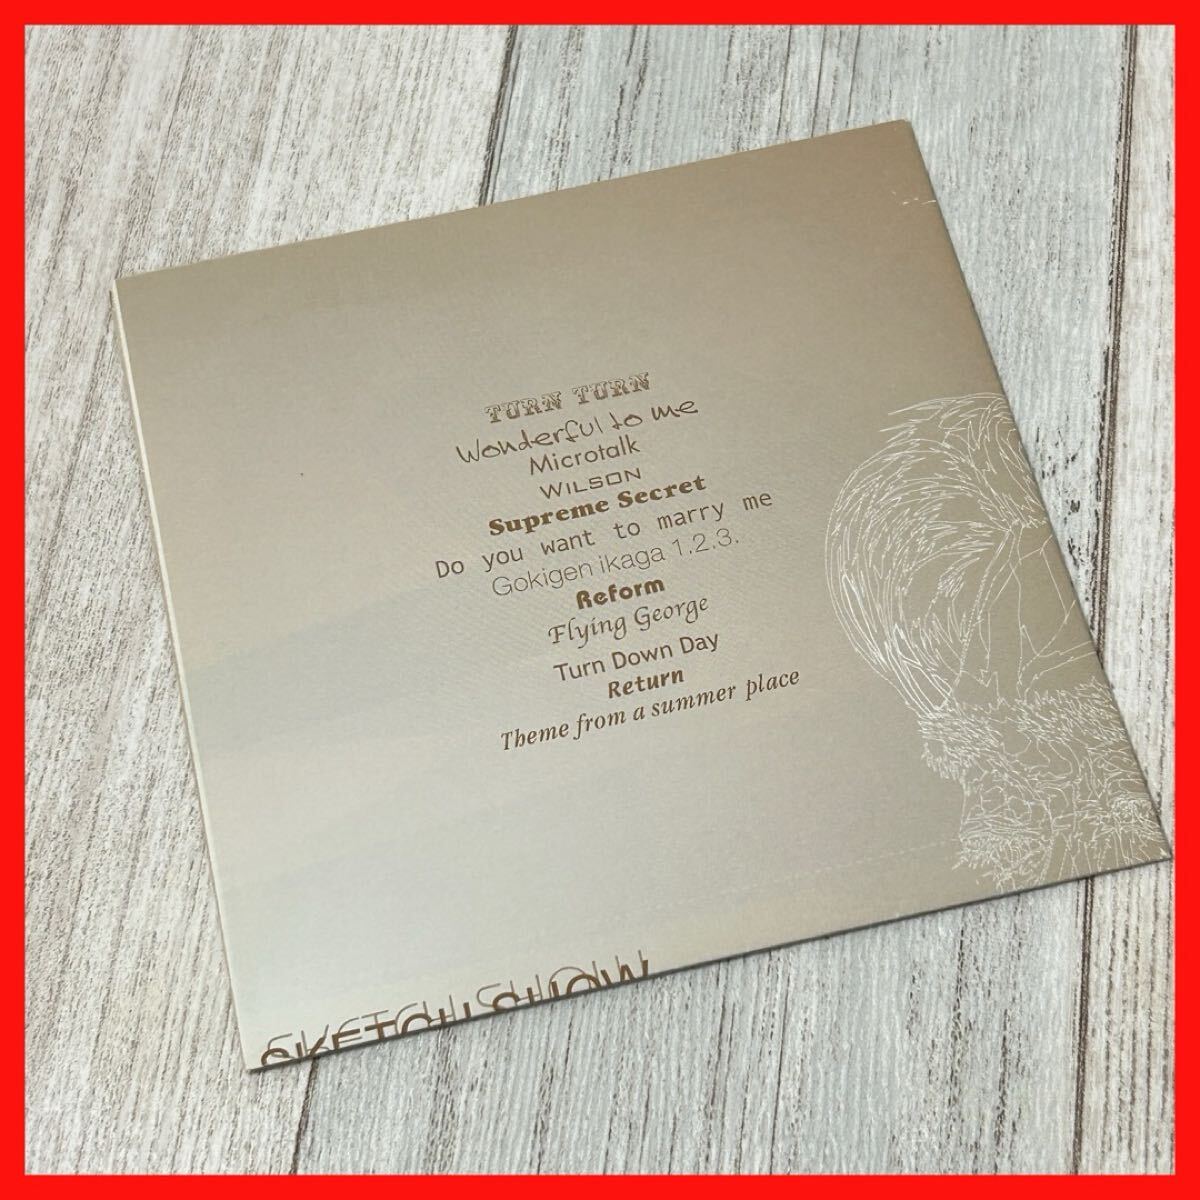 TURN TURN
Wonderful to me
Microtalk
WILSON
Supreme Secret
Do you want to marry me
Gokigen ikaga 1.2.3.
Reform
Flying George
Turn Down Day
Return
Theme from a summer place
SKETCH SHOW